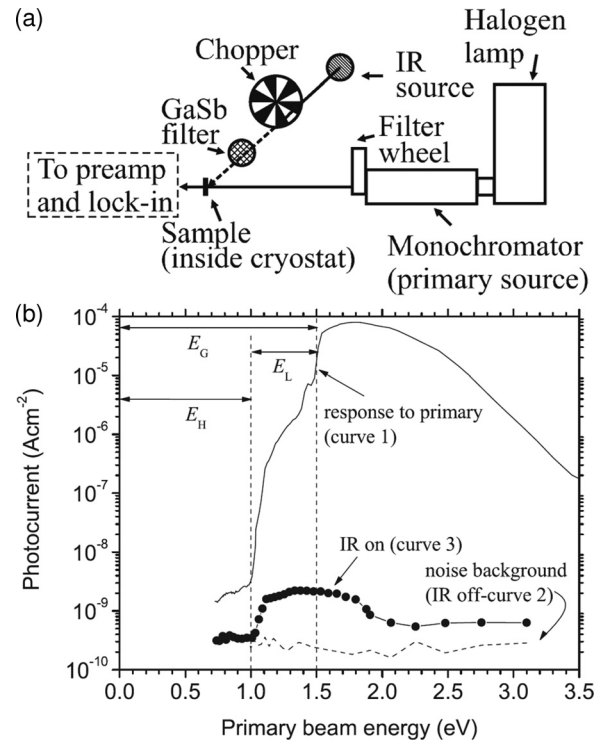 (a)
Halogen
lamp
Chopper
IR
source
GaSb
filter
Filter
wheel
To preamp
and lock-in
Sample
(inside cryostat)
Monochromator
(primary source)
(b)
10⁻⁴
10⁻⁵
10⁻⁶
10⁻⁷
10⁻⁸
10⁻⁹
10⁻¹⁰
Photocurrent (Acm⁻²)
E_G
E_L
E_H
response to primary
(curve 1)
IR on (curve 3)
noise background
(IR off-curve 2)
0.0 0.5 1.0 1.5 2.0 2.5 3.0 3.5
Primary beam energy (eV)